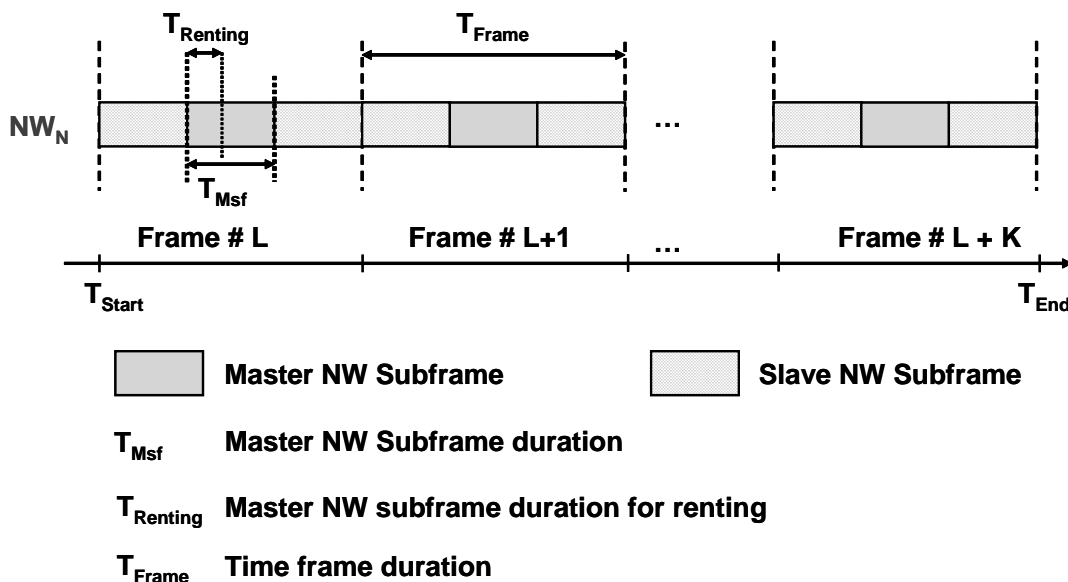 T_Renting
T_Frame
NW_N
...
T_Msf
Frame # L
Frame # L+1
...
Frame # L + K
T_Start
T_End
Master NW Subframe
Slave NW Subframe
T_Msf Master NW Subframe duration
T_Renting Master NW subframe duration for renting
T_Frame Time frame duration